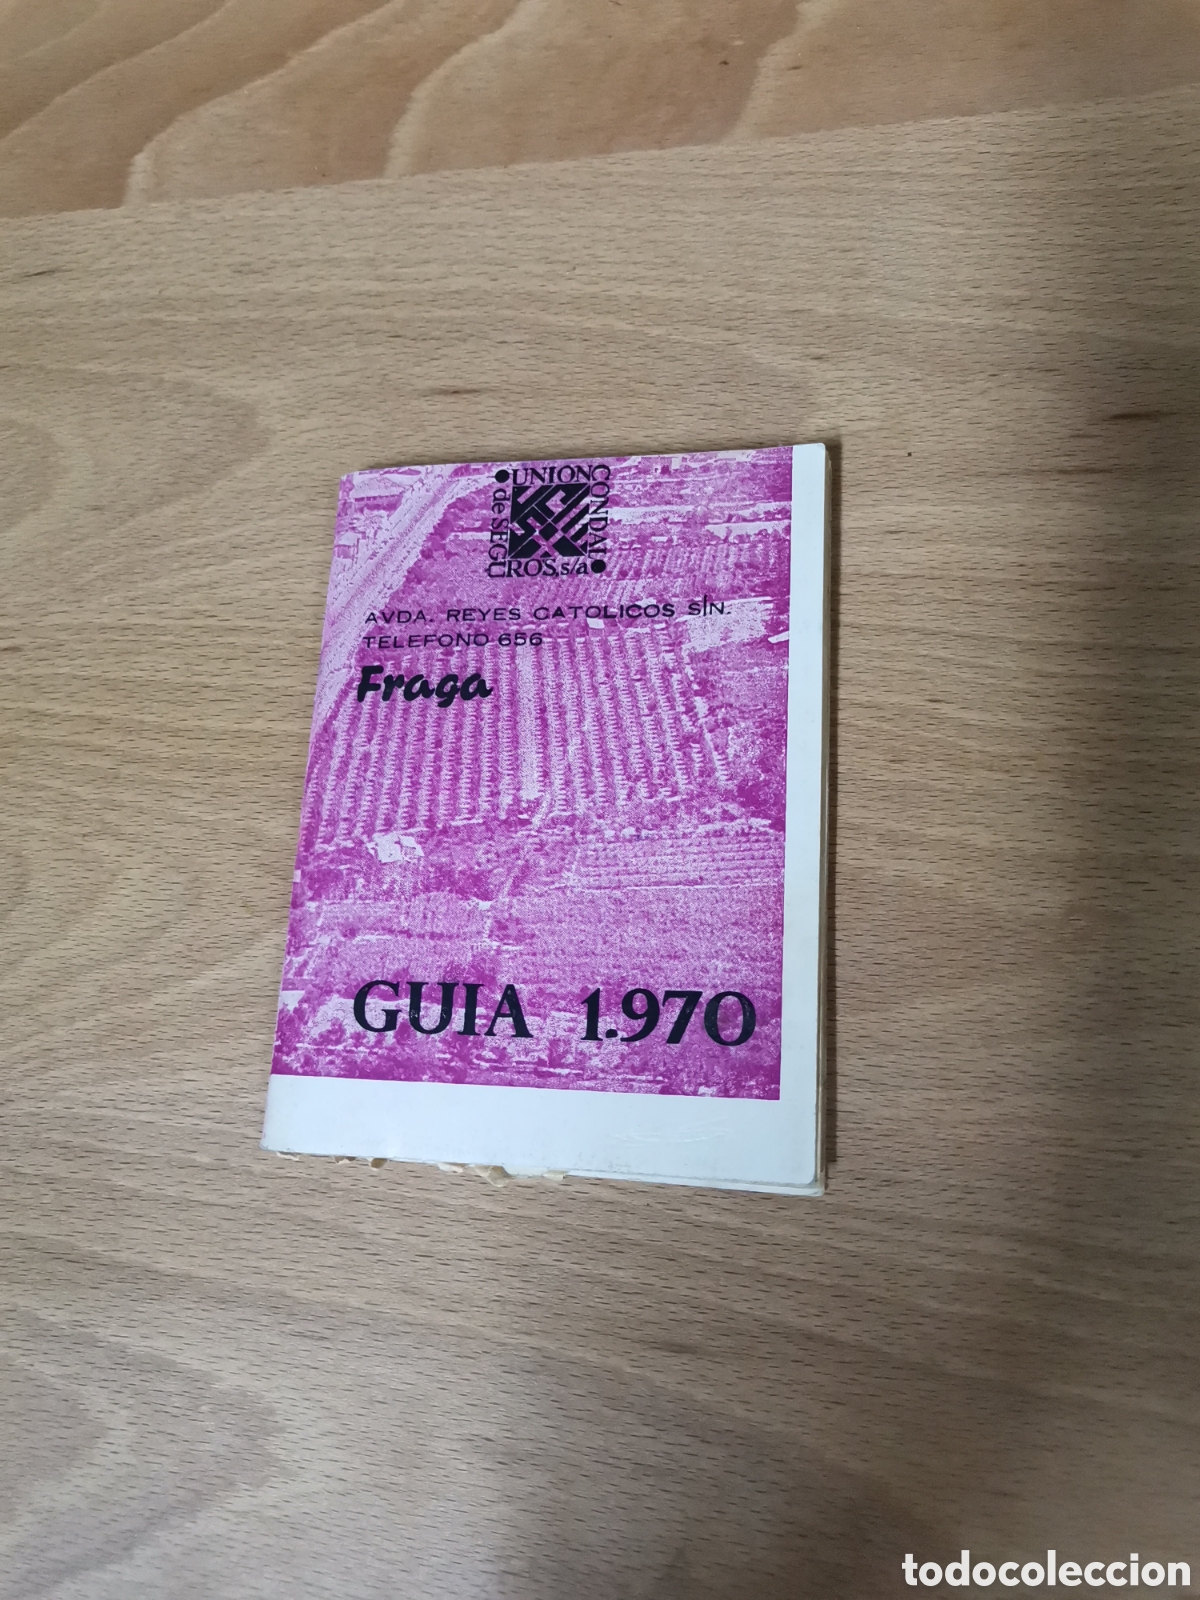 UNION CONDAL
de SEGUROS, s/a
AVDA. REYES CATOLICOS S/N.
TELEFONO 656
Fraga
GUIA 1.970
todocoleccion